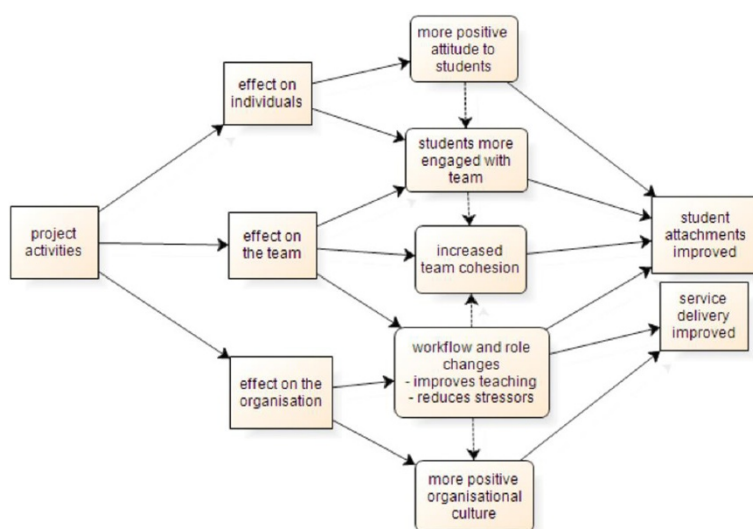 more positive
attitude to
students
effect on
individuals
students more
engaged with
team
project
activities
effect on
the team
increased
team cohesion
student
attachments
improved
service
delivery
improved
effect on the
organisation
workflow and role
changes
- improves teaching
- reduces stressors
more positive
organisational
culture